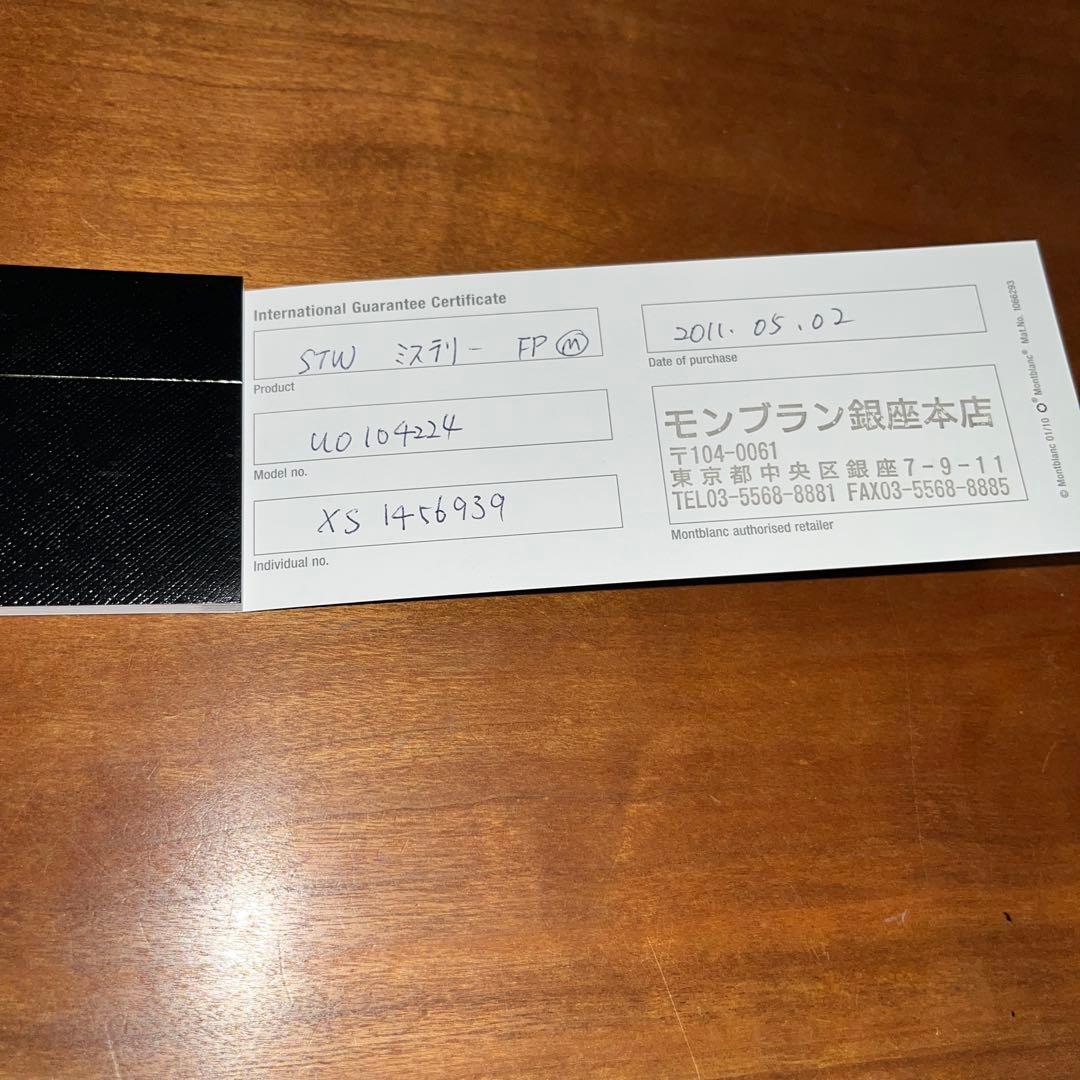 International Guarantee Certificate
STW ミステリー FP Ⓜ
Product
U0104224
Model no.
XS 1456939
Individual no.
2011.05.02
Date of purchase
モンブラン銀座本店
〒104-0061
東京都中央区銀座7-9-11
TEL03-5568-8881 FAX03-5568-8885
Montblanc authorised retailer
© Montblanc 01/10 ® Montblanc® Mat.No. 1066293